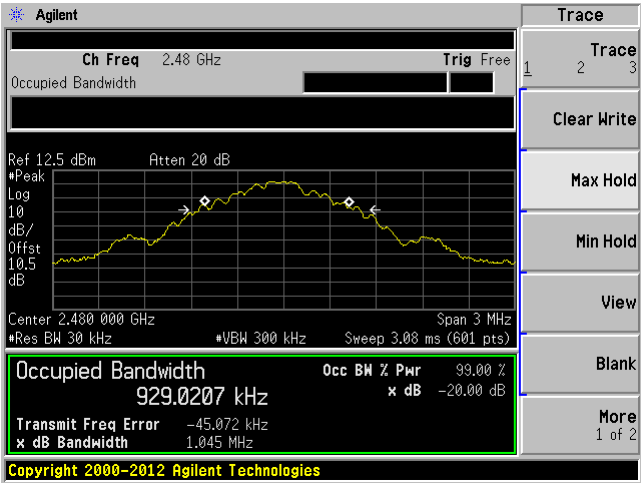 Agilent
Trace
Ch Freq 2.48 GHz Trig Free
Occupied Bandwidth
Trace
1 2 3
Clear Write
Max Hold
Min Hold
View
Blank
More
1 of 2
Ref 12.5 dBm Atten 20 dB
#Peak
Log
10
dB/
Offst
10.5
dB
Center 2.480 000 GHz Span 3 MHz
#Res BW 30 kHz #VBW 300 kHz Sweep 3.08 ms (601 pts)
Occupied Bandwidth Occ BW % Pwr 99.00 %
929.0207 kHz x dB -20.00 dB
Transmit Freq Error -45.072 kHz
x dB Bandwidth 1.045 MHz
Copyright 2000-2012 Agilent Technologies